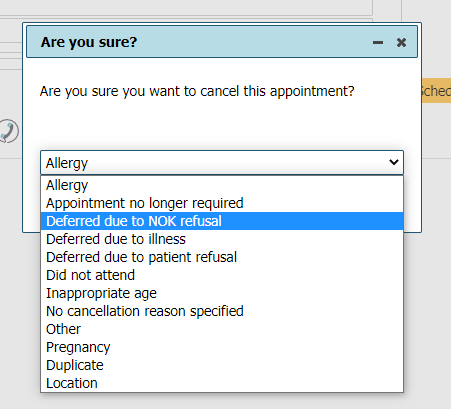 Are you sure?
Are you sure you want to cancel this appointment?
Sched
Allergy
Allergy
Appointment no longer required
Deferred due to NOK refusal
Deferred due to illness
Deferred due to patient refusal
Did not attend
Inappropriate age
No cancellation reason specified
Other
Pregnancy
Duplicate
Location